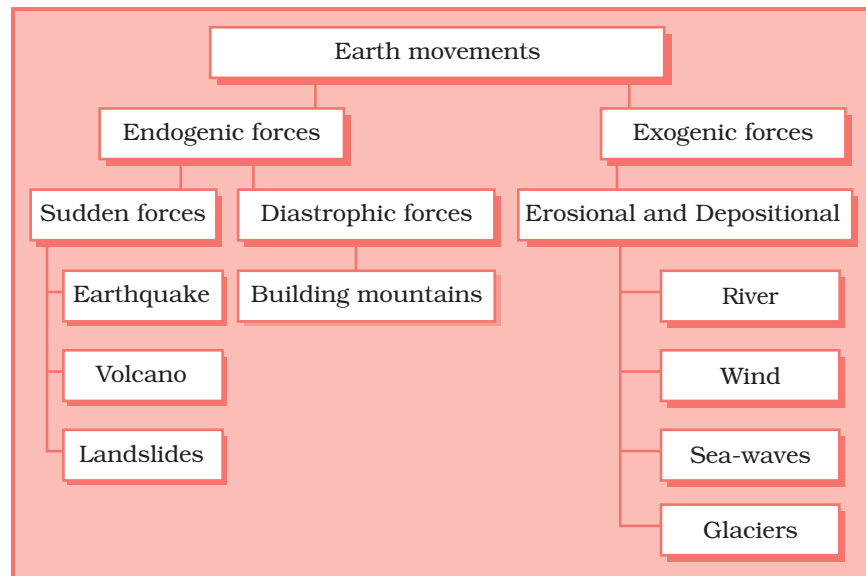 Earth movements
Endogenic forces
Exogenic forces
Sudden forces
Diastrophic forces
Erosional and Depositional
Earthquake
Building mountains
River
Volcano
Wind
Landslides
Sea-waves
Glaciers